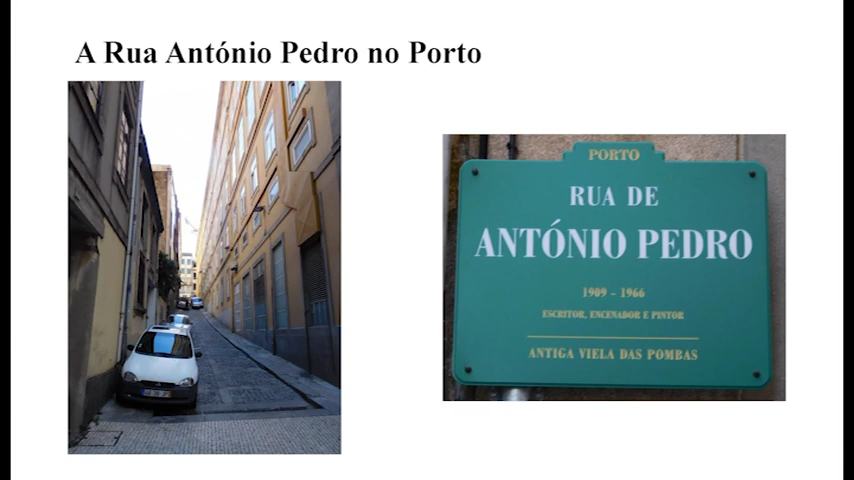 A Rua António Pedro no Porto
PORTO
RUA DE
ANTÓNIO PEDRO
1909 - 1966
ESCRITOR, ENCENADOR E PINTOR
ANTIGA VIELA DAS POMBAS